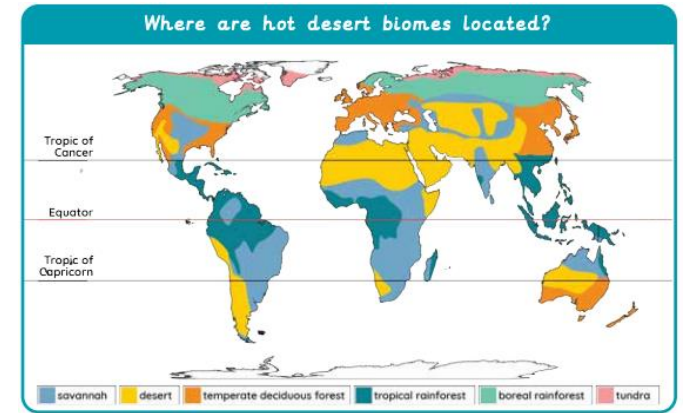 Where are hot desert biomes located?
Tropic of
Cancer
Equator
Tropic of
Capricorn
savannah
desert
temperate deciduous forest
tropical rainforest
boreal rainforest
tundra